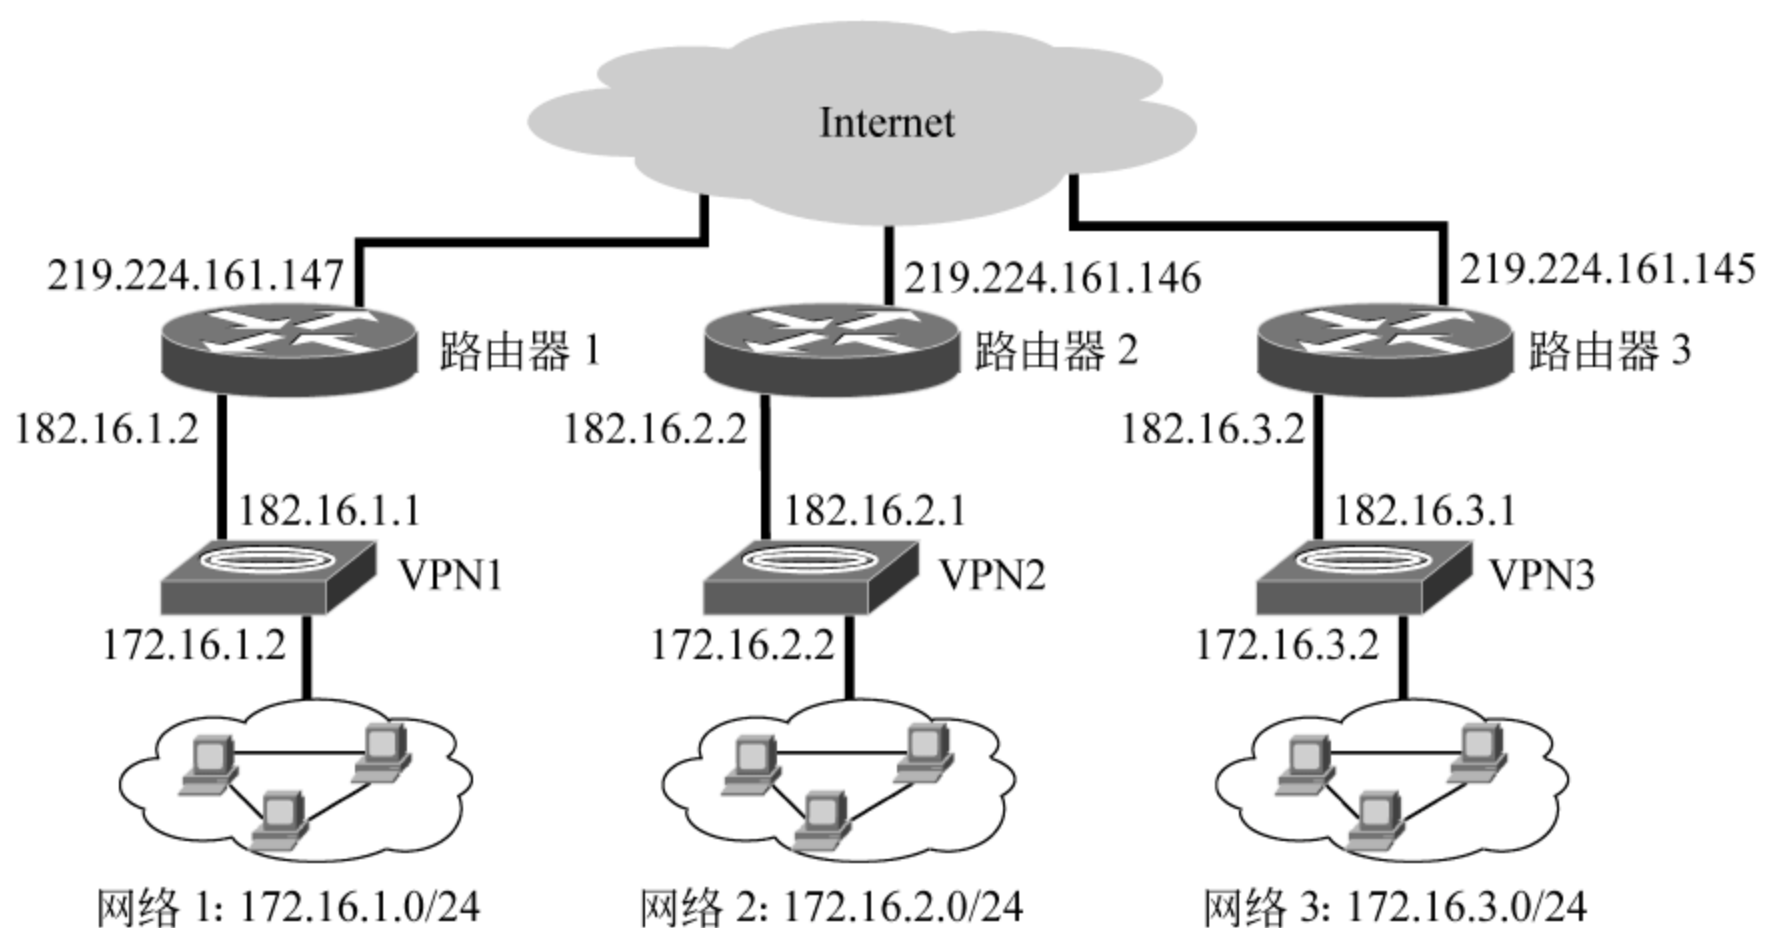 Internet
219.224.161.147
219.224.161.146
219.224.161.145
路由器 1
路由器 2
路由器 3
182.16.1.2
182.16.2.2
182.16.3.2
182.16.1.1
182.16.2.1
182.16.3.1
VPN1
VPN2
VPN3
172.16.1.2
172.16.2.2
172.16.3.2
网络 1: 172.16.1.0/24
网络 2: 172.16.2.0/24
网络 3: 172.16.3.0/24